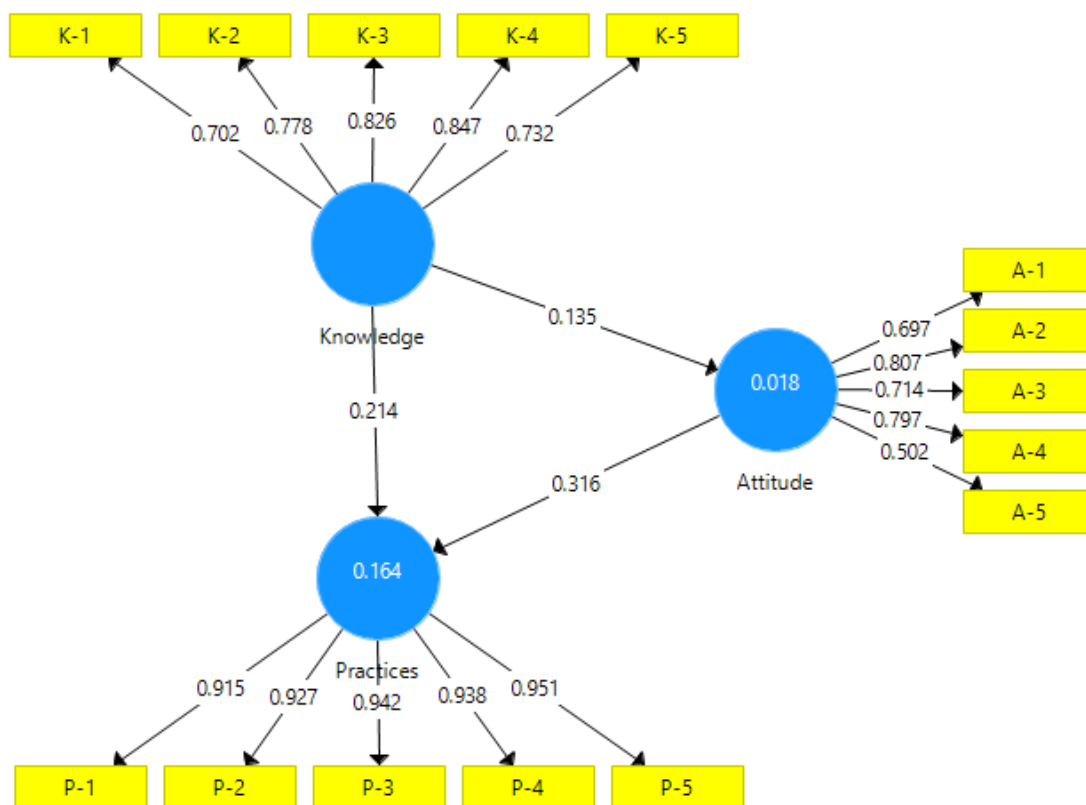 K-1 K-2 K-3 K-4 K-5
0.702 0.778 0.826 0.847 0.732
Knowledge
0.135
0.214
A-1
0.697
A-2
0.807
0.018
0.714
A-3
0.797
A-4
0.502
A-5
Attitude
0.316
0.164
Practices
0.915 0.927 0.942 0.938 0.951
P-1 P-2 P-3 P-4 P-5